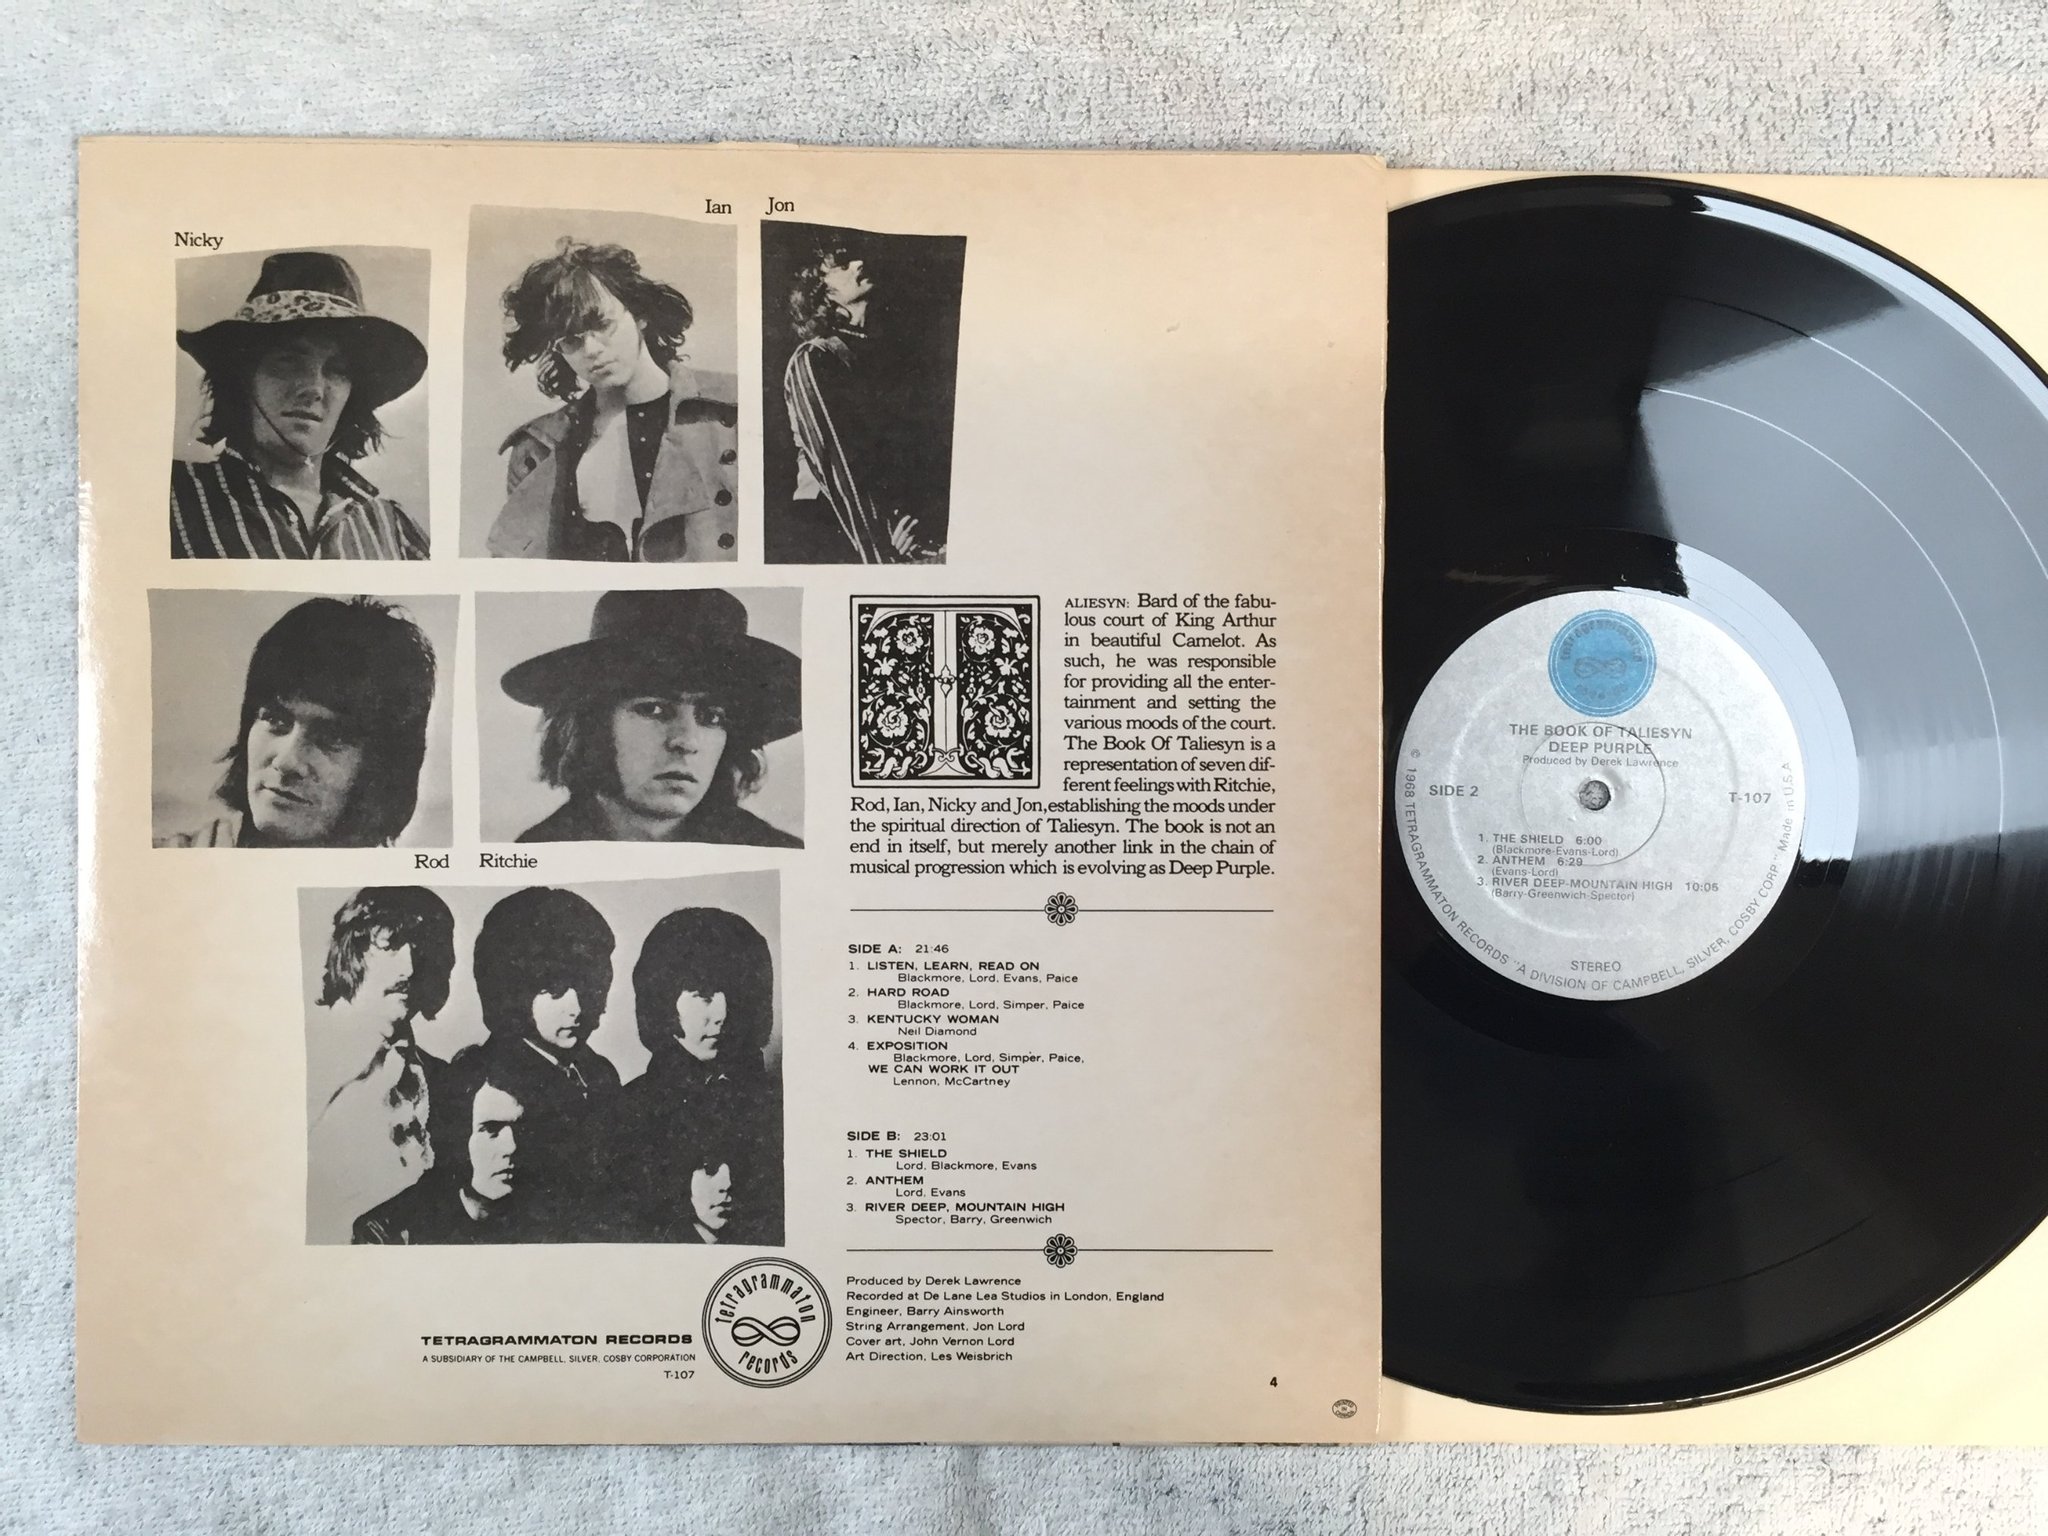 Nicky
Ian
Jon
Rod
Ritchie
T
ALIESYN: Bard of the fabu-
lous court of King Arthur
in beautiful Camelot. As
such, he was responsible
for providing all the enter-
tainment and setting the
various moods of the court.
The Book Of Taliesyn is a
representation of seven dif-
ferent feelings with Ritchie,
Rod, Ian, Nicky and Jon, establishing the moods under
the spiritual direction of Taliesyn. The book is not an
end in itself, but merely another link in the chain of
musical progression which is evolving as Deep Purple.
SIDE A: 21:46
1. LISTEN, LEARN, READ ON
Blackmore, Lord, Evans, Paice
2. HARD ROAD
Blackmore, Lord, Simper, Paice
3. KENTUCKY WOMAN
Neil Diamond
4. EXPOSITION
Blackmore, Lord, Simper, Paice,
WE CAN WORK IT OUT
Lennon, McCartney
SIDE B: 23:01
1. THE SHIELD
Lord, Blackmore, Evans
2. ANTHEM
Lord, Evans
3. RIVER DEEP, MOUNTAIN HIGH
Spector, Barry, Greenwich
Produced by Derek Lawrence
Recorded at De Lane Lea Studios in London, England
Engineer, Barry Ainsworth
String Arrangement, Jon Lord
Cover art, John Vernon Lord
Art Direction, Les Weisbrich
TETRAGRAMMATON RECORDS
A SUBSIDIARY OF THE CAMPBELL, SILVER, COSBY CORPORATION
T-107
tetragrammaton
records
4
tetragrammaton
records
THE BOOK OF TALIESYN
DEEP PURPLE
Produced by Derek Lawrence
SIDE 2
T-107
1. THE SHIELD 6:00
(Blackmore-Evans-Lord)
2. ANTHEM 6:29
(Evans-Lord)
3. RIVER DEEP-MOUNTAIN HIGH 10:05
(Barry-Greenwich-Spector)
STEREO
© 1968 TETRAGRAMMATON RECORDS "A DIVISION OF CAMPBELL, SILVER, COSBY CORP." Made in U.S.A.